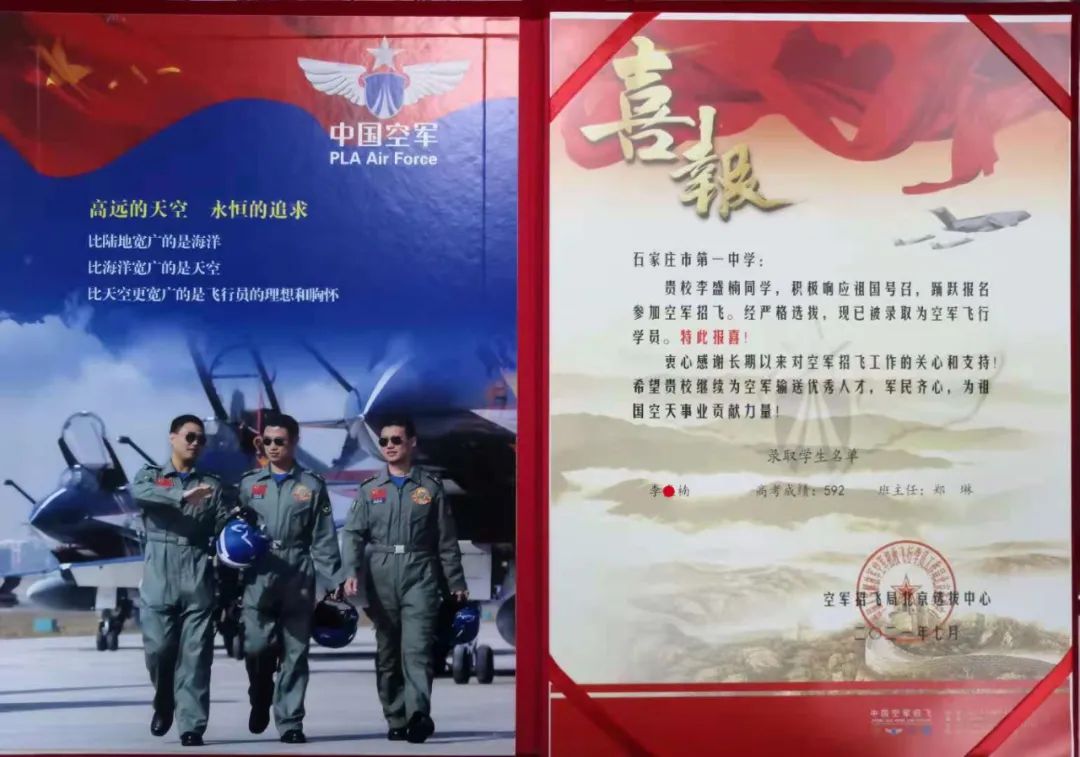 中国空军
PLA Air Force
高远的天空 永恒的追求
比陆地宽广的是海洋
比海洋宽广的是天空
比天空更宽广的是飞行员的理想和胸怀
喜報
石家庄市第一中学：
贵校李盛楠同学，积极响应祖国号召，踊跃报名
参加空军招飞。经严格选拔，现已被录取为空军飞行
学员。特此报喜！
衷心感谢长期以来对空军招飞工作的关心和支持！
希望贵校继续为空军输送优秀人才，军民齐心，为祖
国空天事业贡献力量！
录取学生名单
李 楠 高考成绩：592 班主任：郑 琳
空军招飞局北京选拔中心
二〇二一年七月
中国空军招飞